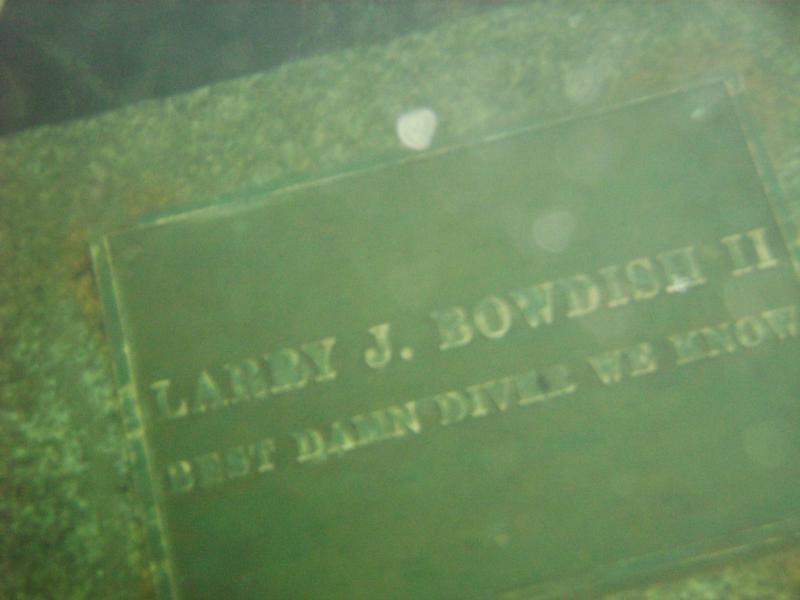 LARRY J. BOWDISH II
BEST DAMN DIVER WE KNOW